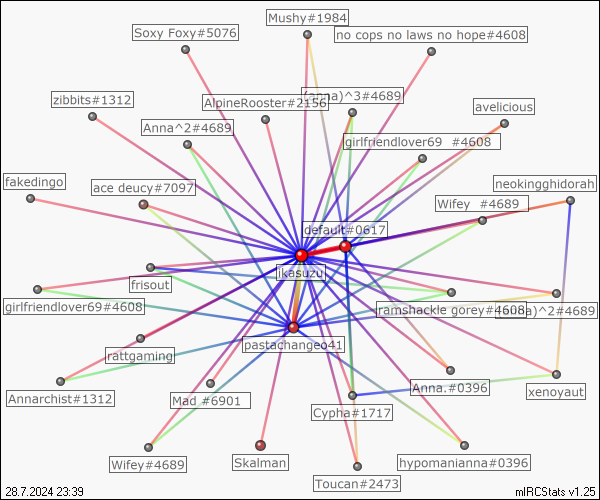 Mushy#1984
Soxy Foxy#5076
no cops no laws no hope#4608
zibbits#1312
AlpineRooster#2156
(anna)^3#4689
avelicious
Anna^2#4689
girlfriendlover69 #4608
fakedingo
ace deucy#7097
neokingghidorah
Wifey #4689
default#0617
ikasuzu
frisout
girlfriendlover69#4608
ramshackle gorey#4608
)^2#4689
pastachangeo41
rattgaming
Annarchist#1312
Mad #6901
Cypha#1717
Anna.#0396
xenoyaut
Wifey#4689
Skalman
hypomanianna#0396
Toucan#2473
28.7.2024 23:39
mIRCStats v1.25